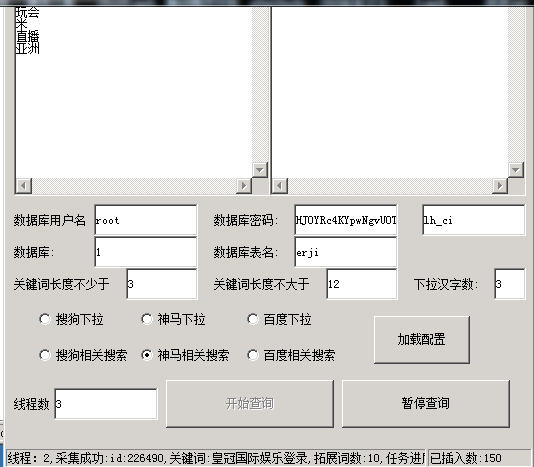 玩会
米
直播
亚洲
数据库用户名 root 数据库密码: HJOYRc4KYpwNgvUOT lh_ci
数据库: 1 数据库表名: erji
关键词长度不少于 3 关键词长度不大于 12 下拉汉字数: 3
搜狗下拉 神马下拉 百度下拉
加载配置
搜狗相关搜索 神马相关搜索 百度相关搜索
线程数 3 开始查询 暂停查询
线程: 2,采集成功:id:226490,关键词:皇冠国际娱乐登录,拓展词数:10,任务进 已插入数:150